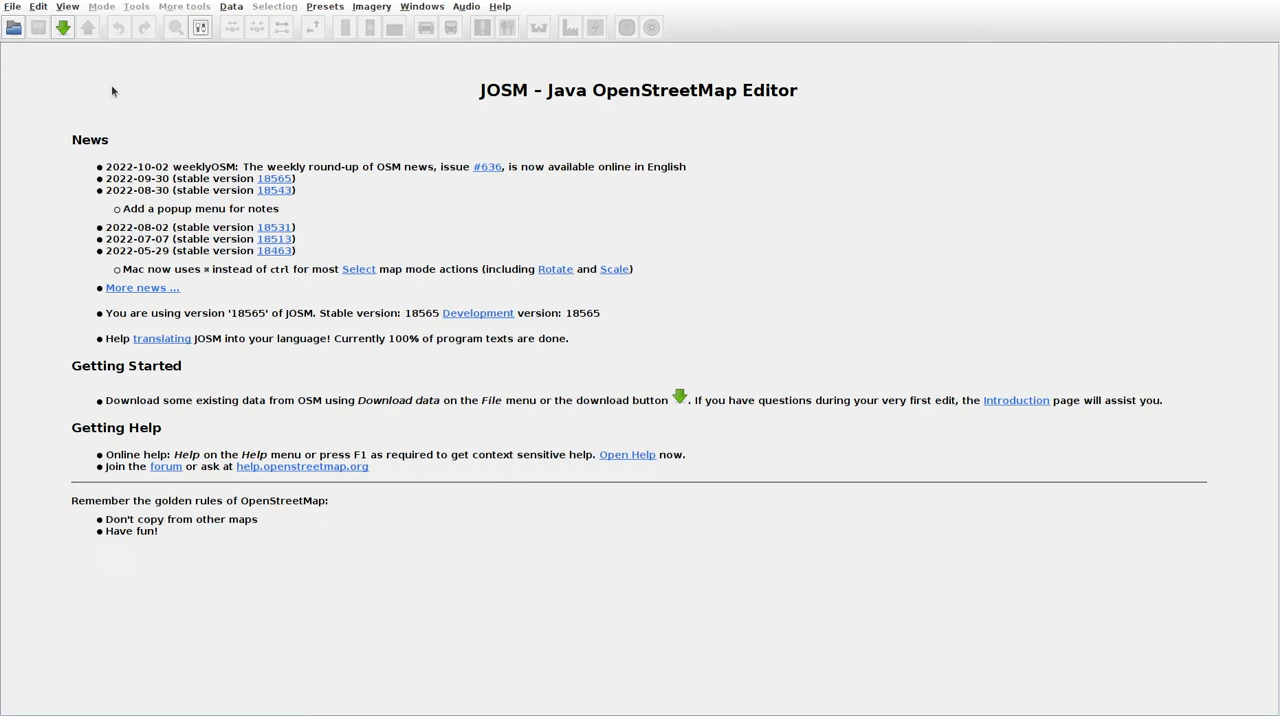 File Edit View Mode Tools More tools Data Selection Presets Imagery Windows Audio Help
JOSM – Java OpenStreetMap Editor
News
2022-10-02 weeklyOSM: The weekly round-up of OSM news, issue #636, is now available online in English
2022-09-30 (stable version 18565)
2022-08-30 (stable version 18543)
Add a popup menu for notes
2022-08-02 (stable version 18531)
2022-07-07 (stable version 18513)
2022-05-29 (stable version 18463)
Mac now uses ⌘ instead of ctrl for most Select map mode actions (including Rotate and Scale)
More news ...
You are using version '18565' of JOSM. Stable version: 18565 Development version: 18565
Help translating JOSM into your language! Currently 100% of program texts are done.
Getting Started
Download some existing data from OSM using Download data on the File menu or the download button . If you have questions during your very first edit, the Introduction page will assist you.
Getting Help
Online help: Help on the Help menu or press F1 as required to get context sensitive help. Open Help now.
Join the forum or ask at help.openstreetmap.org
Remember the golden rules of OpenStreetMap:
Don't copy from other maps
Have fun!